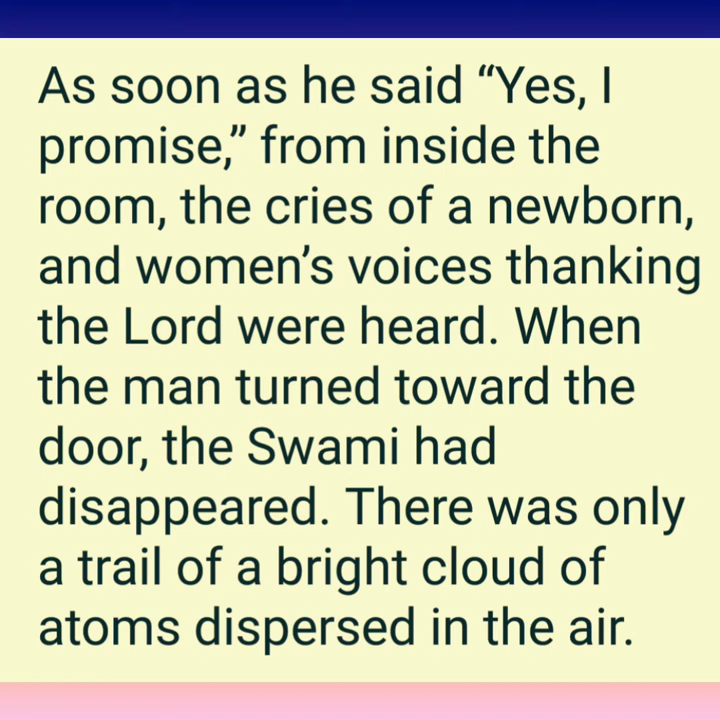 As soon as he said “Yes, I
promise,” from inside the
room, the cries of a newborn,
and women’s voices thanking
the Lord were heard. When
the man turned toward the
door, the Swami had
disappeared. There was only
a trail of a bright cloud of
atoms dispersed in the air.